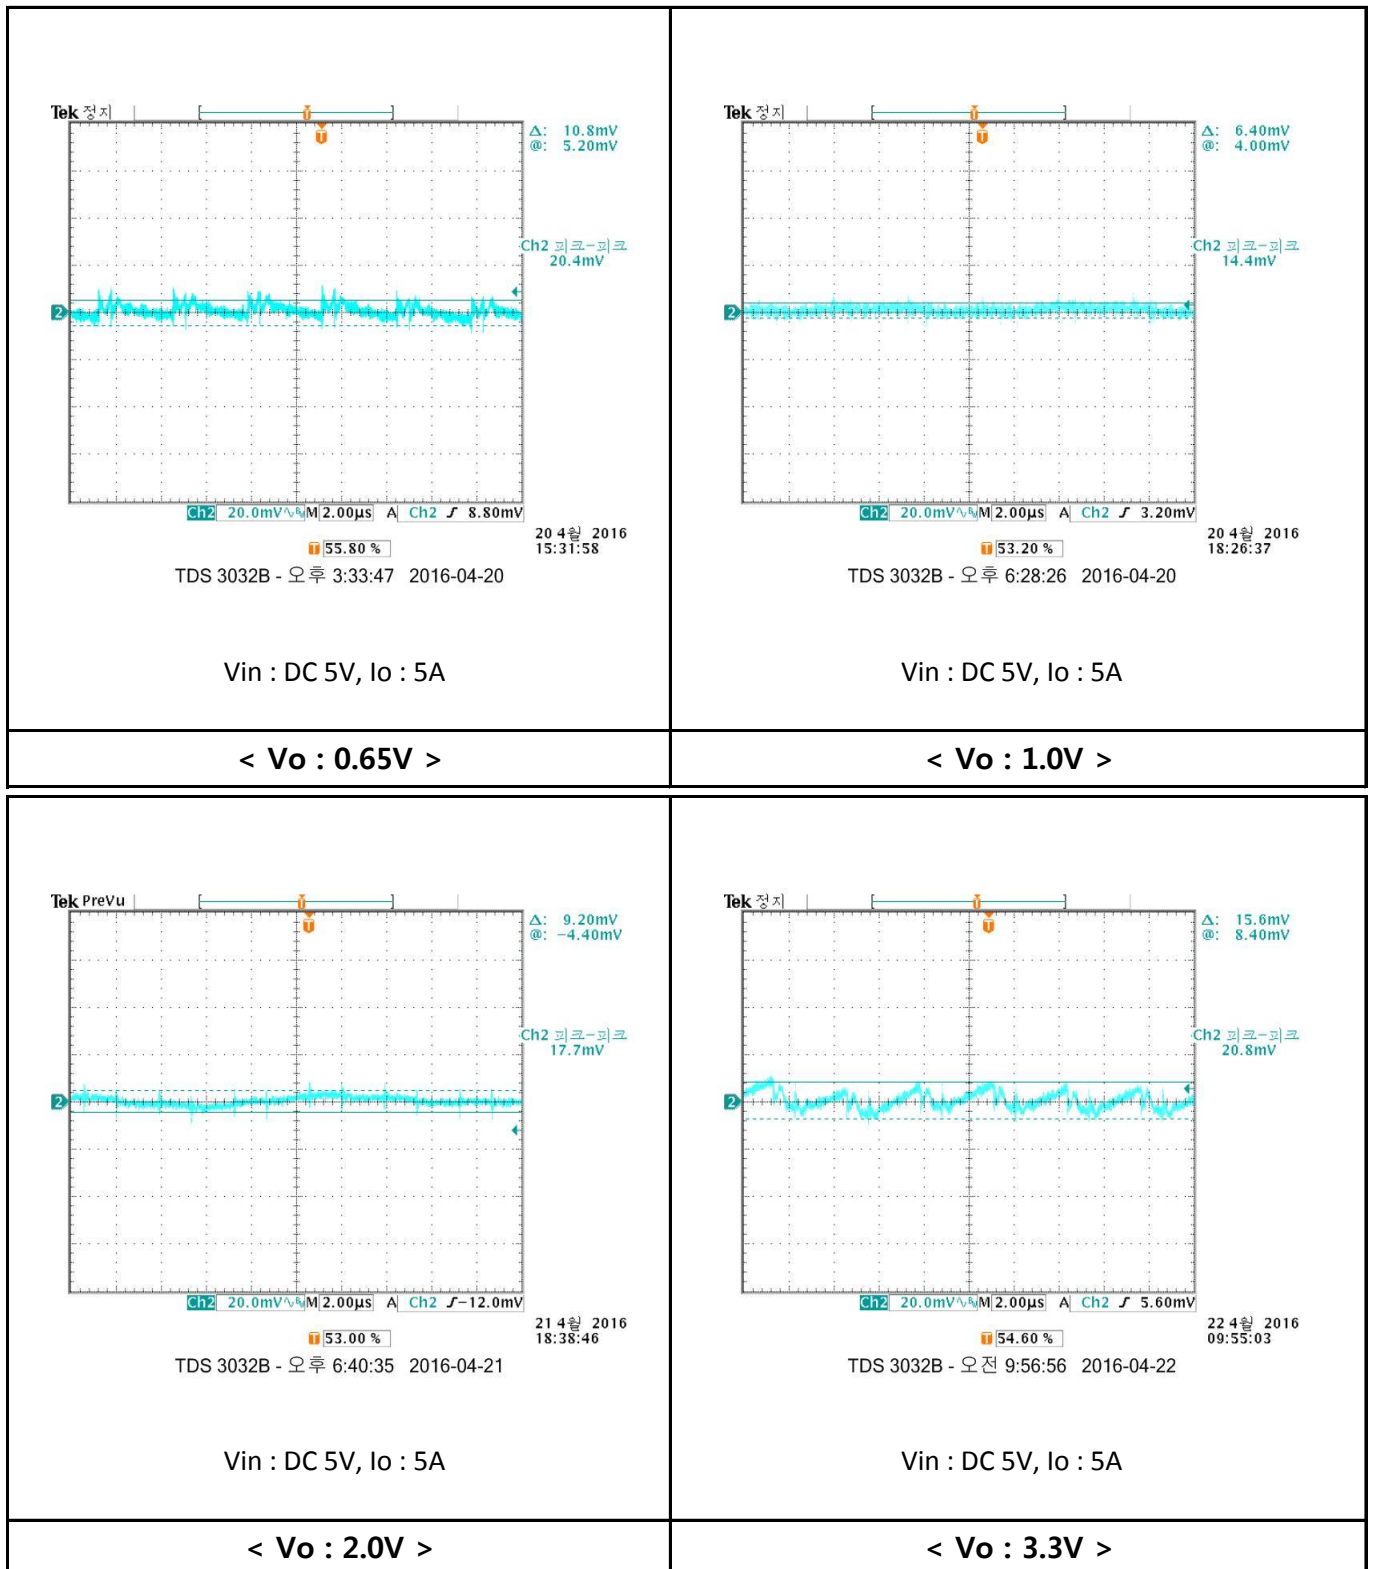 Tek 정지
Δ: 10.8mV
@: 5.20mV
Ch2 피크-피크
20.4mV
2
Ch2 20.0mV M 2.00µs A Ch2 8.80mV
55.80 %
20 4월 2016
15:31:58
TDS 3032B - 오후 3:33:47 2016-04-20
Vin : DC 5V, Io : 5A
< Vo : 0.65V >
Tek 정지
Δ: 6.40mV
@: 4.00mV
Ch2 피크-피크
14.4mV
2
Ch2 20.0mV M 2.00µs A Ch2 3.20mV
53.20 %
20 4월 2016
18:26:37
TDS 3032B - 오후 6:28:26 2016-04-20
Vin : DC 5V, Io : 5A
< Vo : 1.0V >
Tek PreVu
Δ: 9.20mV
@: -4.40mV
Ch2 피크-피크
17.7mV
2
Ch2 20.0mV M 2.00µs A Ch2 -12.0mV
53.00 %
21 4월 2016
18:38:46
TDS 3032B - 오후 6:40:35 2016-04-21
Vin : DC 5V, Io : 5A
< Vo : 2.0V >
Tek 정지
Δ: 15.6mV
@: 8.40mV
Ch2 피크-피크
20.8mV
2
Ch2 20.0mV M 2.00µs A Ch2 5.60mV
54.60 %
22 4월 2016
09:55:03
TDS 3032B - 오전 9:56:56 2016-04-22
Vin : DC 5V, Io : 5A
< Vo : 3.3V >